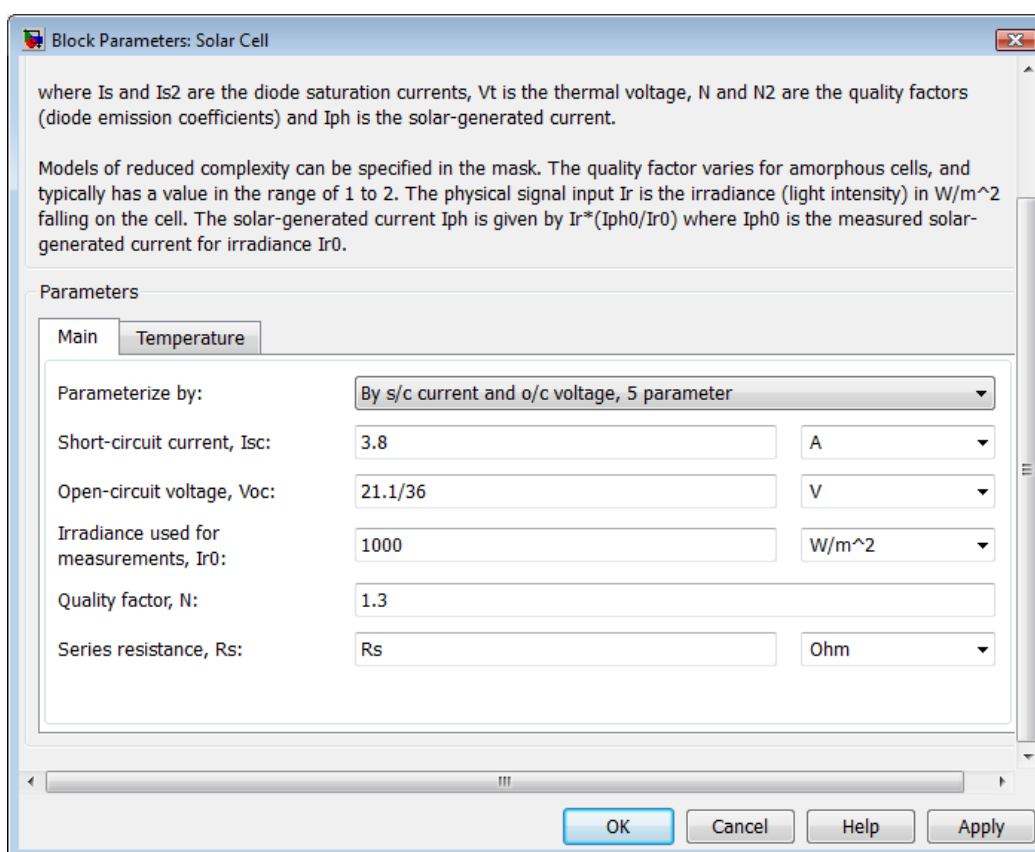 Block Parameters: Solar Cell
where Is and Is2 are the diode saturation currents, Vt is the thermal voltage, N and N2 are the quality factors
(diode emission coefficients) and Iph is the solar-generated current.
Models of reduced complexity can be specified in the mask. The quality factor varies for amorphous cells, and
typically has a value in the range of 1 to 2. The physical signal input Ir is the irradiance (light intensity) in W/m^2
falling on the cell. The solar-generated current Iph is given by Ir*(Iph0/Ir0) where Iph0 is the measured solar-
generated current for irradiance Ir0.
Parameters
Main Temperature
Parameterize by: By s/c current and o/c voltage, 5 parameter
Short-circuit current, Isc: 3.8 A
Open-circuit voltage, Voc: 21.1/36 V
Irradiance used for
measurements, Ir0: 1000 W/m^2
Quality factor, N: 1.3
Series resistance, Rs: Rs Ohm
OK Cancel Help Apply